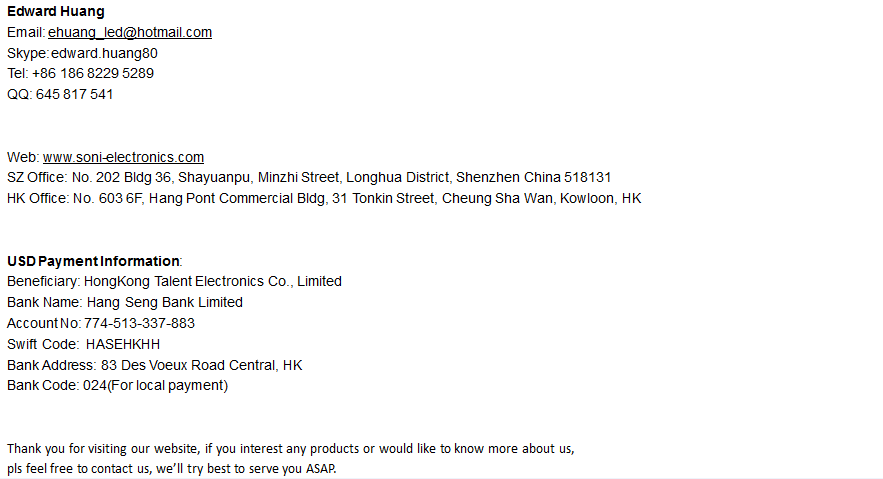 Edward Huang
Email: ehuang_led@hotmail.com
Skype: edward.huang80
Tel: +86 186 8229 5289
QQ: 645 817 541
Web: www.soni-electronics.com
SZ Office: No. 202 Bldg 36, Shayuanpu, Minzhi Street, Longhua District, Shenzhen China 518131
HK Office: No. 603 6F, Hang Pont Commercial Bldg, 31 Tonkin Street, Cheung Sha Wan, Kowloon, HK
USD Payment Information:
Beneficiary: HongKong Talent Electronics Co., Limited
Bank Name: Hang Seng Bank Limited
Account No: 774-513-337-883
Swift Code: HASEHKHH
Bank Address: 83 Des Voeux Road Central, HK
Bank Code: 024(For local payment)
Thank you for visiting our website, if you interest any products or would like to know more about us,
pls feel free to contact us, we'll try best to serve you ASAP.